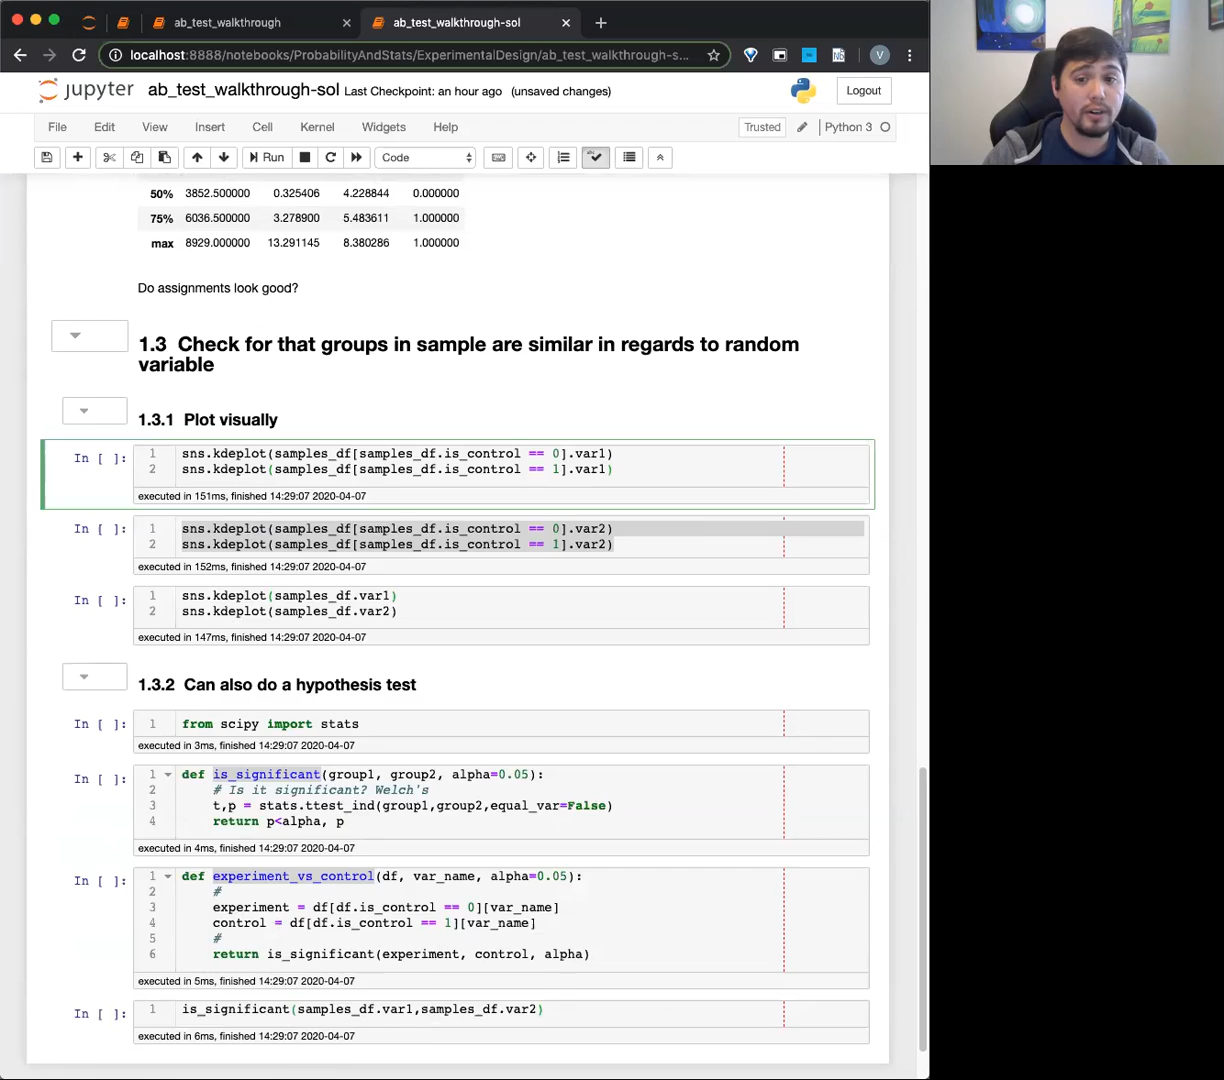 ab_test_walkthrough
ab_test_walkthrough-sol
localhost:8888/notebooks/ProbabilityAndStats/ExperimentalDesign/ab_test_walkthrough-s...
V
jupyter ab_test_walkthrough-sol Last Checkpoint: an hour ago (unsaved changes)
Logout
File Edit View Insert Cell Kernel Widgets Help
Trusted Python 3
Run Code
50% 3852.500000 0.325406 4.228844 0.000000
75% 6036.500000 3.278900 5.483611 1.000000
max 8929.000000 13.291145 8.380286 1.000000
Do assignments look good?
1.3 Check for that groups in sample are similar in regards to random
variable
1.3.1 Plot visually
In [ ]: 1 sns.kdeplot(samples_df[samples_df.is_control == 0].var1)
2 sns.kdeplot(samples_df[samples_df.is_control == 1].var1)
executed in 151ms, finished 14:29:07 2020-04-07
In [ ]: 1 sns.kdeplot(samples_df[samples_df.is_control == 0].var2)
2 sns.kdeplot(samples_df[samples_df.is_control == 1].var2)
executed in 152ms, finished 14:29:07 2020-04-07
In [ ]: 1 sns.kdeplot(samples_df.var1)
2 sns.kdeplot(samples_df.var2)
executed in 147ms, finished 14:29:07 2020-04-07
1.3.2 Can also do a hypothesis test
In [ ]: 1 from scipy import stats
executed in 3ms, finished 14:29:07 2020-04-07
In [ ]: 1 def is_significant(group1, group2, alpha=0.05):
2 # Is it significant? Welch's
3 t,p = stats.ttest_ind(group1,group2,equal_var=False)
4 return p<alpha, p
executed in 4ms, finished 14:29:07 2020-04-07
In [ ]: 1 def experiment_vs_control(df, var_name, alpha=0.05):
2 #
3 experiment = df[df.is_control == 0][var_name]
4 control = df[df.is_control == 1][var_name]
5 #
6 return is_significant(experiment, control, alpha)
executed in 5ms, finished 14:29:07 2020-04-07
In [ ]: 1 is_significant(samples_df.var1,samples_df.var2)
executed in 6ms, finished 14:29:07 2020-04-07